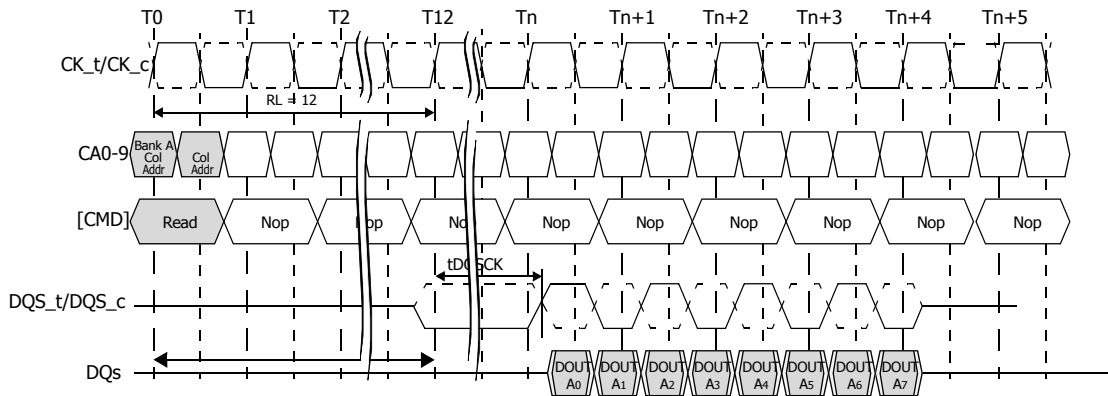 T0 T1 T2 T12 Tn Tn+1 Tn+2 Tn+3 Tn+4 Tn+5
CK_t/CK_c
RL = 12
CA0-9
Bank A
Col
Addr
Col
Addr
[CMD] Read Nop Nop Nop Nop Nop Nop Nop Nop Nop
tDQSCK
DQS_t/DQS_c
DQs
DOUT DOUT DOUT DOUT DOUT DOUT DOUT DOUT
A0 A1 A2 A3 A4 A5 A6 A7